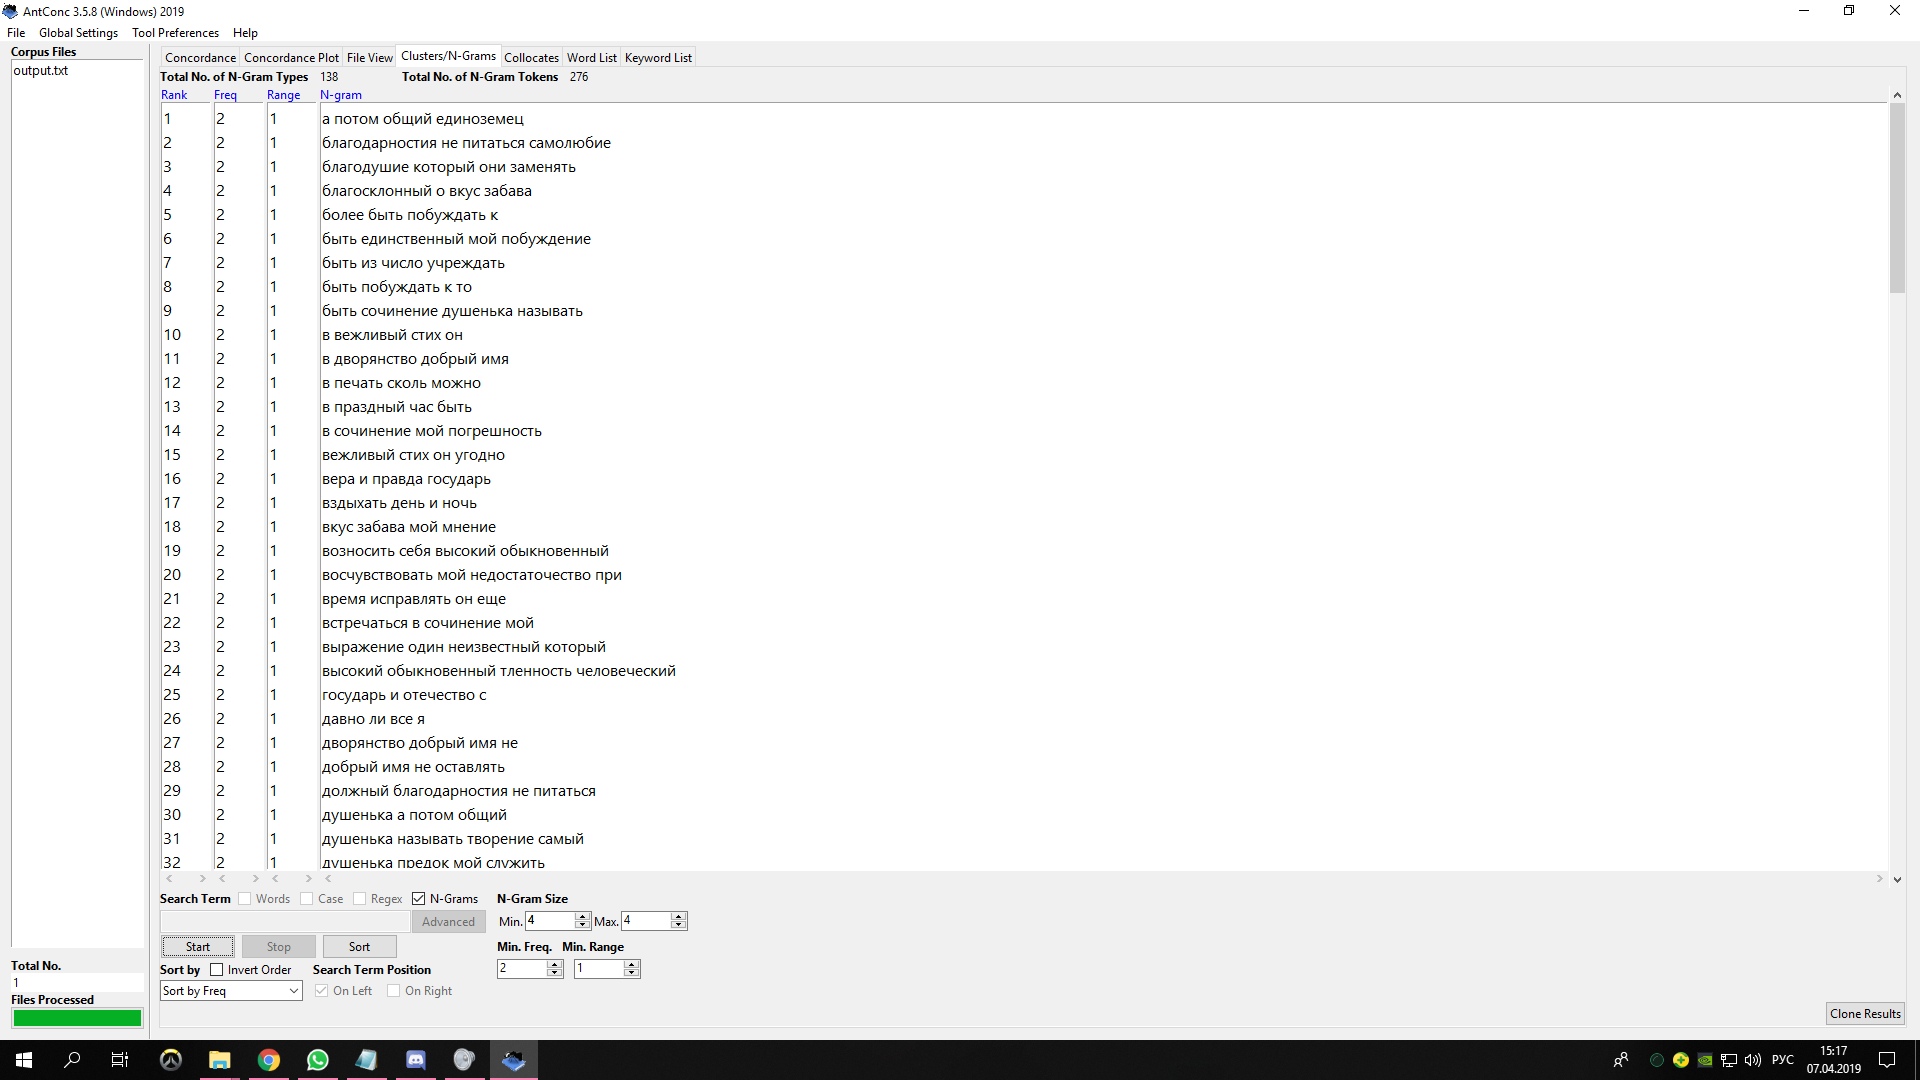 AntConc 3.5.8 (Windows) 2019
File Global Settings Tool Preferences Help
Corpus Files
output.txt
Concordance Concordance Plot File View Clusters/N-Grams Collocates Word List Keyword List
Total No. of N-Gram Types 138 Total No. of N-Gram Tokens 276
Rank Freq Range N-gram
1 2 1 а потом общий единоземец
2 2 1 благодарностия не питаться самолюбие
3 2 1 благодушие который они заменять
4 2 1 благосклонный о вкус забава
5 2 1 более быть побуждать к
6 2 1 быть единственный мой побуждение
7 2 1 быть из число учреждать
8 2 1 быть побуждать к то
9 2 1 быть сочинение душенька называть
10 2 1 в вежливый стих он
11 2 1 в дворянство добрый имя
12 2 1 в печать сколь можно
13 2 1 в праздный час быть
14 2 1 в сочинение мой погрешность
15 2 1 вежливый стих он угодно
16 2 1 вера и правда государь
17 2 1 вздыхать день и ночь
18 2 1 вкус забава мой мнение
19 2 1 возносить себя высокий обыкновенный
20 2 1 восчувствовать мой недостаточество при
21 2 1 время исправлять он еще
22 2 1 встречаться в сочинение мой
23 2 1 выражение один неизвестный который
24 2 1 высокий обыкновенный тленность человеческий
25 2 1 государь и отечество с
26 2 1 давно ли все я
27 2 1 дворянство добрый имя не
28 2 1 добрый имя не оставлять
29 2 1 должный благодарностия не питаться
30 2 1 душенька а потом общий
31 2 1 душенька называть творение самый
32 2 1 душенька предок мой служить
Search Term Words Case Regex N-Grams N-Gram Size
Advanced Min. 4 Max. 4
Start Stop Sort Min. Freq. Min. Range
Total No. Sort by Invert Order Search Term Position 2 1
1
Sort by Freq On Left On Right
Files Processed
Clone Results
РУС 15:17
07.04.2019